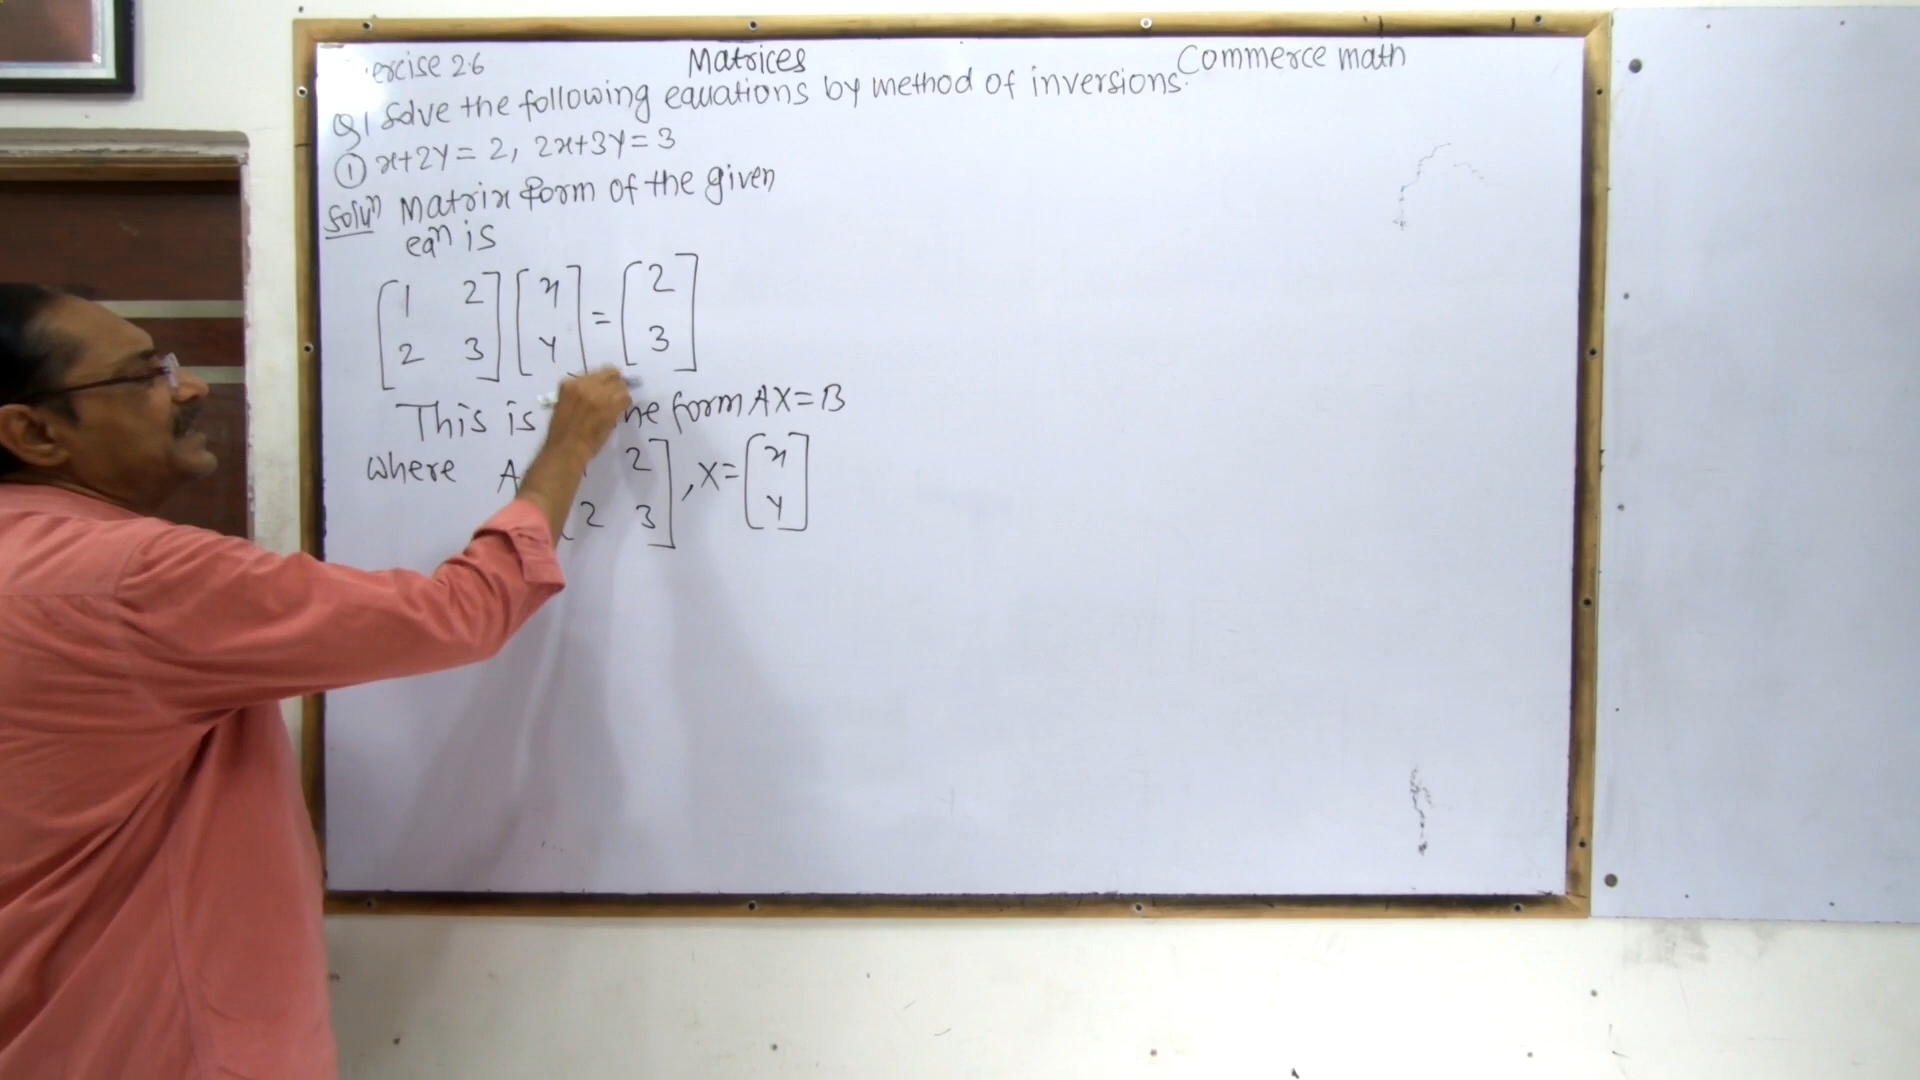 ercise 2.6 Matrices Commerce math
Q1 Solve the following equations by method of inversions.
① x+2y = 2, 2x+3y = 3
Soluⁿ Matrix form of the given
eqⁿ is
[1 2] [x] = [2]
[2 3] [y] [3]
This is form AX=B
where A 2], X=[x]
2 3] [y]